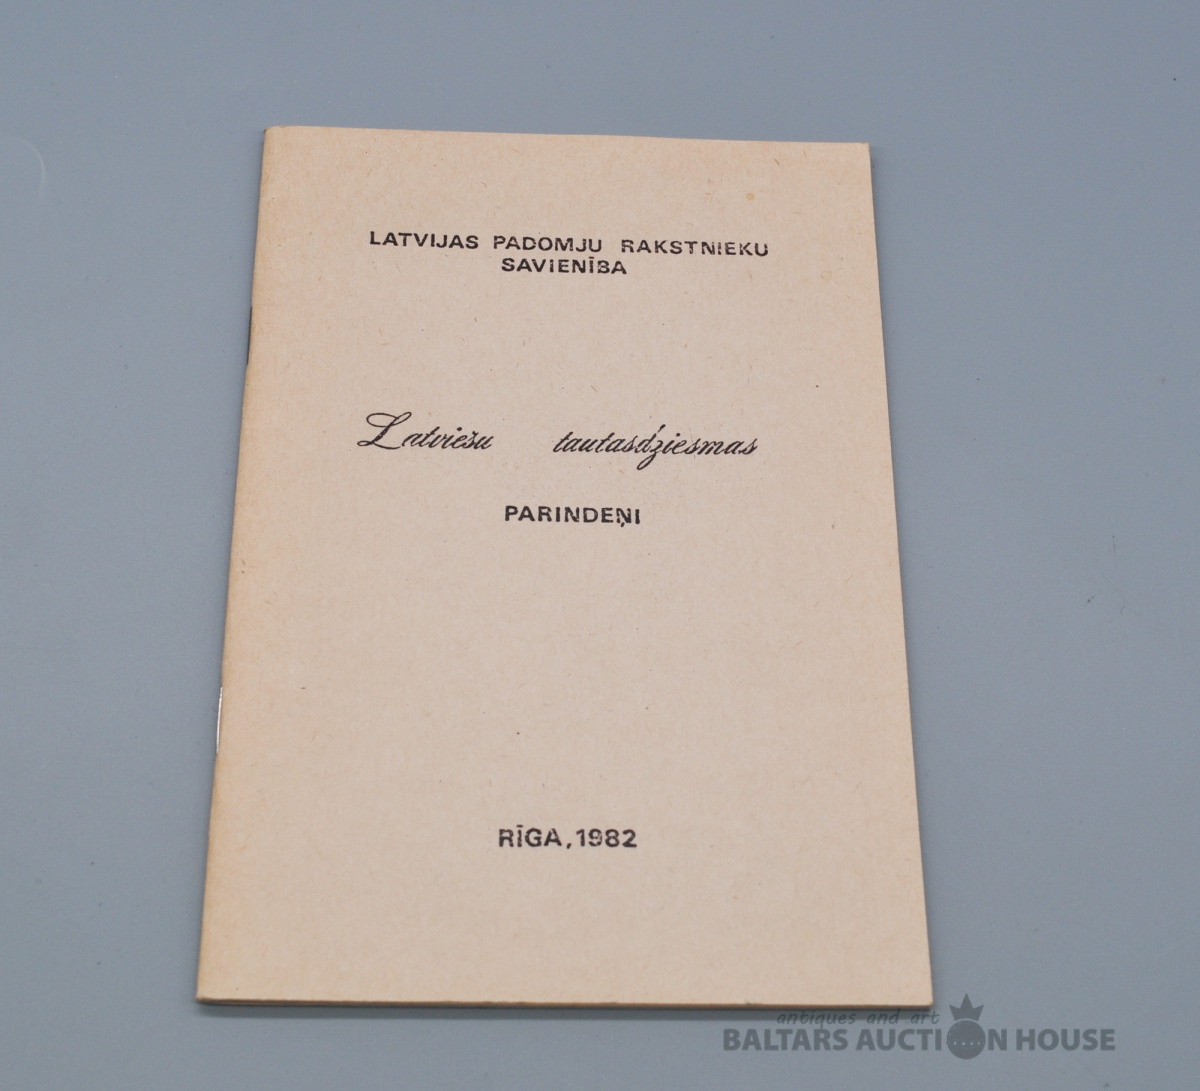 LATVIJAS PADOMJU RAKSTNIEKU
SAVIENĪBA
Latviešu tautasdziesmas
PARINDEŅI
RĪGA, 1982
antiques and art
BALTARS AUCTION HOUSE